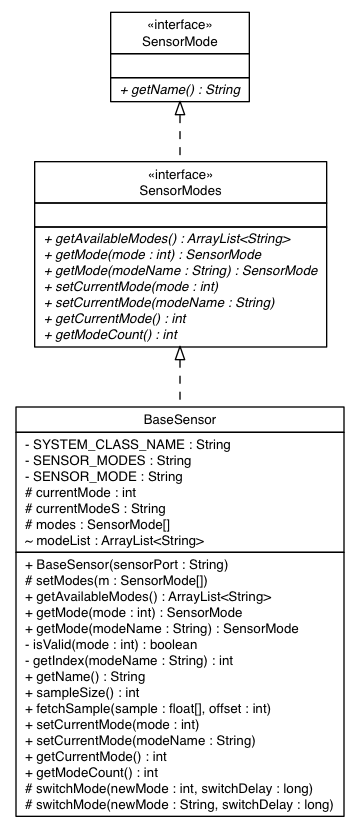 «interface»
SensorMode
+ getName() : String
«interface»
SensorModes
+ getAvailableModes() : ArrayList<String>
+ getMode(mode : int) : SensorMode
+ getMode(modeName : String) : SensorMode
+ setCurrentMode(mode : int)
+ setCurrentMode(modeName : String)
+ getCurrentMode() : int
+ getModeCount() : int
BaseSensor
- SYSTEM_CLASS_NAME : String
- SENSOR_MODES : String
- SENSOR_MODE : String
# currentMode : int
# currentModeS : String
# modes : SensorMode[]
~ modeList : ArrayList<String>
+ BaseSensor(sensorPort : String)
# setModes(m : SensorMode[])
+ getAvailableModes() : ArrayList<String>
+ getMode(mode : int) : SensorMode
+ getMode(modeName : String) : SensorMode
- isValid(mode : int) : boolean
- getIndex(modeName : String) : int
+ getName() : String
+ sampleSize() : int
+ fetchSample(sample : float[], offset : int)
+ setCurrentMode(mode : int)
+ setCurrentMode(modeName : String)
+ getCurrentMode() : int
+ getModeCount() : int
# switchMode(newMode : int, switchDelay : long)
# switchMode(newMode : String, switchDelay : long)